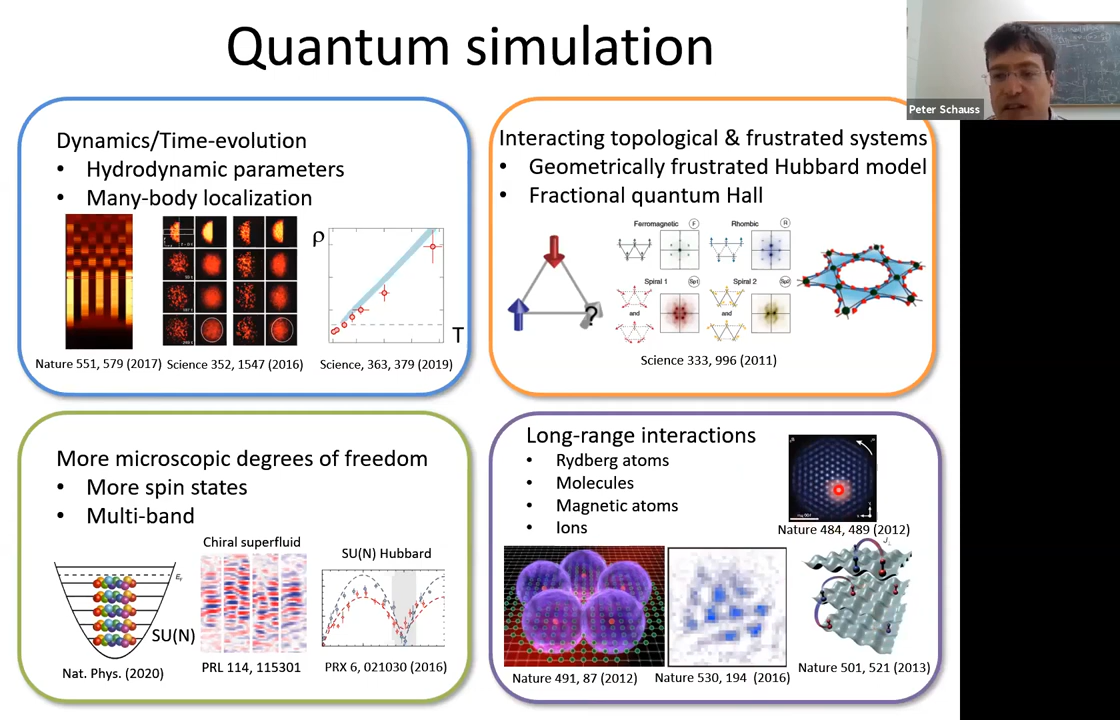 Quantum simulation
Peter Schauss
Dynamics/Time-evolution
• Hydrodynamic parameters
• Many-body localization
ρ
T
Nature 551, 579 (2017)
Science 352, 1547 (2016)
Science, 363, 379 (2019)
Interacting topological & frustrated systems
• Geometrically frustrated Hubbard model
• Fractional quantum Hall
?
Ferromagnetic
F
Rhombic
R
Spiral 1
Sp1
Spiral 2
Sp2
and
and
Science 333, 996 (2011)
More microscopic degrees of freedom
• More spin states
• Multi-band
SU(N)
Nat. Phys. (2020)
Chiral superfluid
PRL 114, 115301
SU(N) Hubbard
PRX 6, 021030 (2016)
Long-range interactions
• Rydberg atoms
• Molecules
• Magnetic atoms
• Ions
Nature 484, 489 (2012)
Nature 491, 87 (2012)
Nature 530, 194 (2016)
Nature 501, 521 (2013)